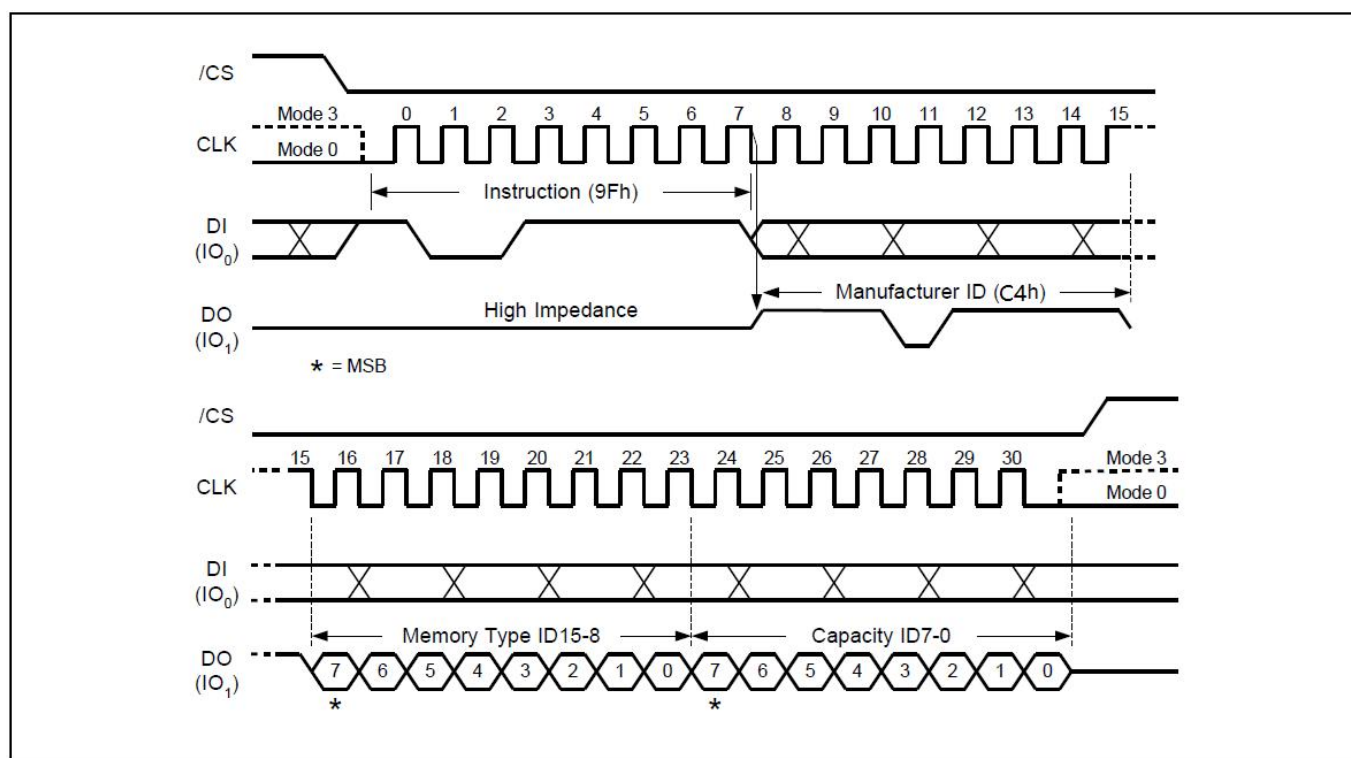 /CS
Mode 3 0 1 2 3 4 5 6 7 8 9 10 11 12 13 14 15
CLK
Mode 0
Instruction (9Fh)
DI
(IO0)
Manufacturer ID (C4h)
High Impedance
DO
(IO1)
* = MSB
/CS
15 16 17 18 19 20 21 22 23 24 25 26 27 28 29 30 Mode 3
CLK
Mode 0
DI
(IO0)
Memory Type ID15-8 Capacity ID7-0
DO
7 6 5 4 3 2 1 0 7 6 5 4 3 2 1 0
(IO1)
* *